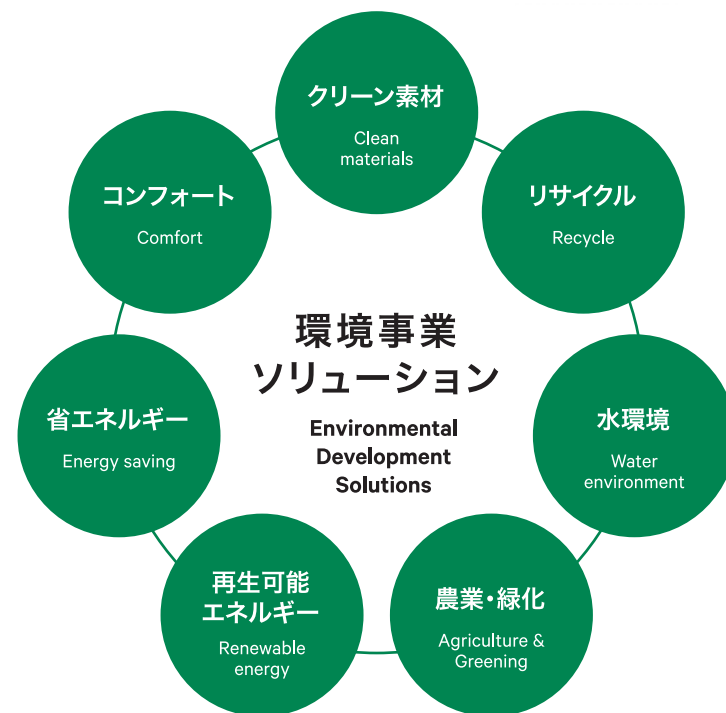 クリーン素材
Clean
materials
コンフォート
Comfort
リサイクル
Recycle
環境事業
ソリューション
Environmental
Development
Solutions
省エネルギー
Energy saving
水環境
Water
environment
再生可能
エネルギー
Renewable
energy
農業・緑化
Agriculture &
Greening